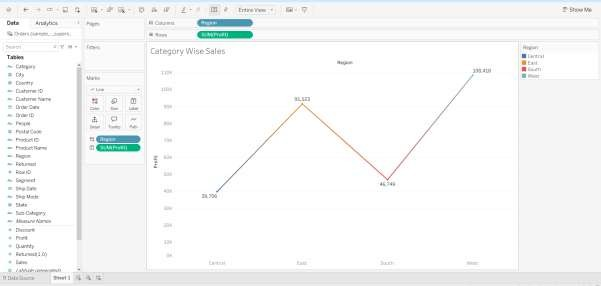 Entire View
Show Me
Data
Analytics
Pages
Columns
Region
Orders (sample_-_supers..
Rows
SUM(Profit)
Search
Filters
Tables
Category
City
Country
Customer ID
Customer Name
Order Date
Order ID
People
Postal Code
Product ID
Product Name
Region
Returned
Row ID
Segment
Ship Date
Ship Mode
State
Sub-Category
Measure Names
Discount
Profit
Quantity
Returned(1.0)
Sales
Latitude (generated)
Marks
Line
Color
Size
Label
Detail
Tooltip
Path
Region
SUM(Profit)
Category Wise Sales
Region
Profit
110K
100K
90K
80K
70K
60K
50K
40K
30K
20K
10K
0K
39,706
91,523
46,749
108,418
Central
East
South
West
Region
Central
East
South
West
Data Source
Sheet 1